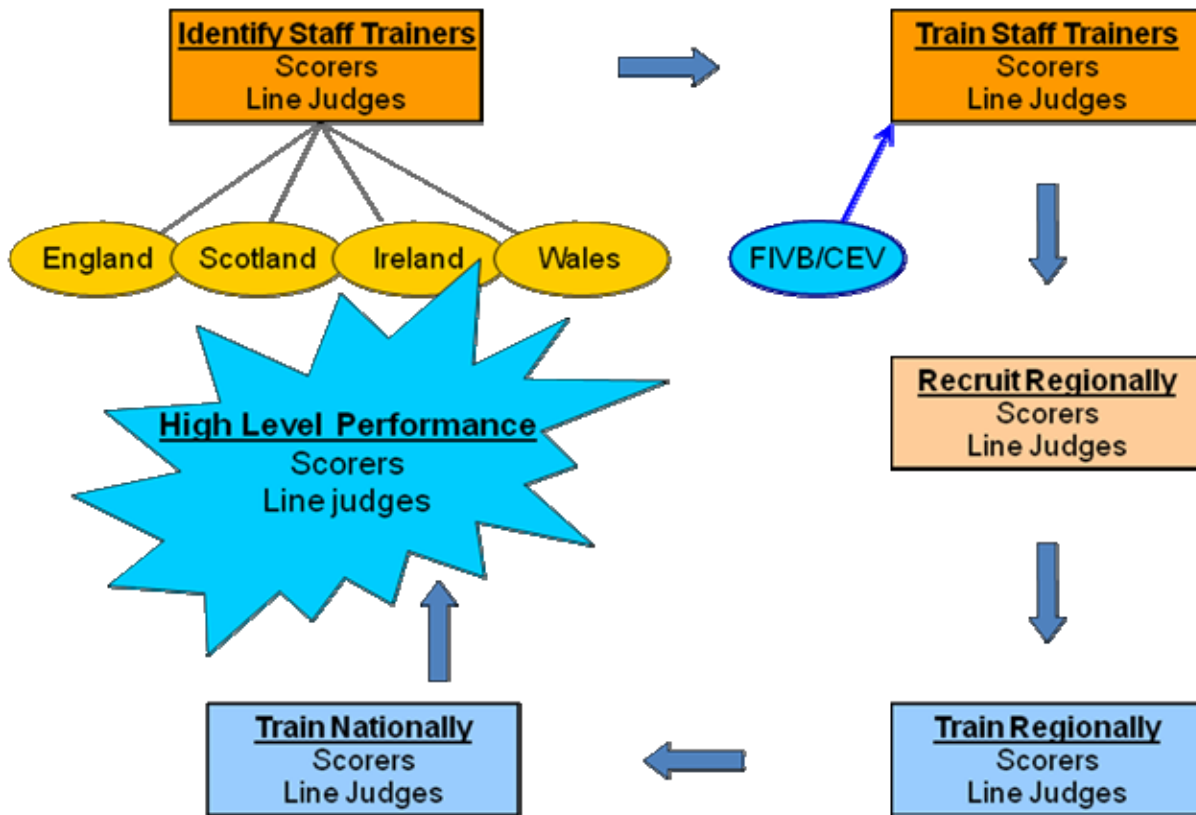 Identify Staff Trainers
Scorers
Line Judges
Train Staff Trainers
Scorers
Line Judges
England
Scotland
Ireland
Wales
FIVB/CEV
Recruit Regionally
Scorers
Line Judges
High Level Performance
Scorers
Line judges
Train Nationally
Scorers
Line Judges
Train Regionally
Scorers
Line Judges